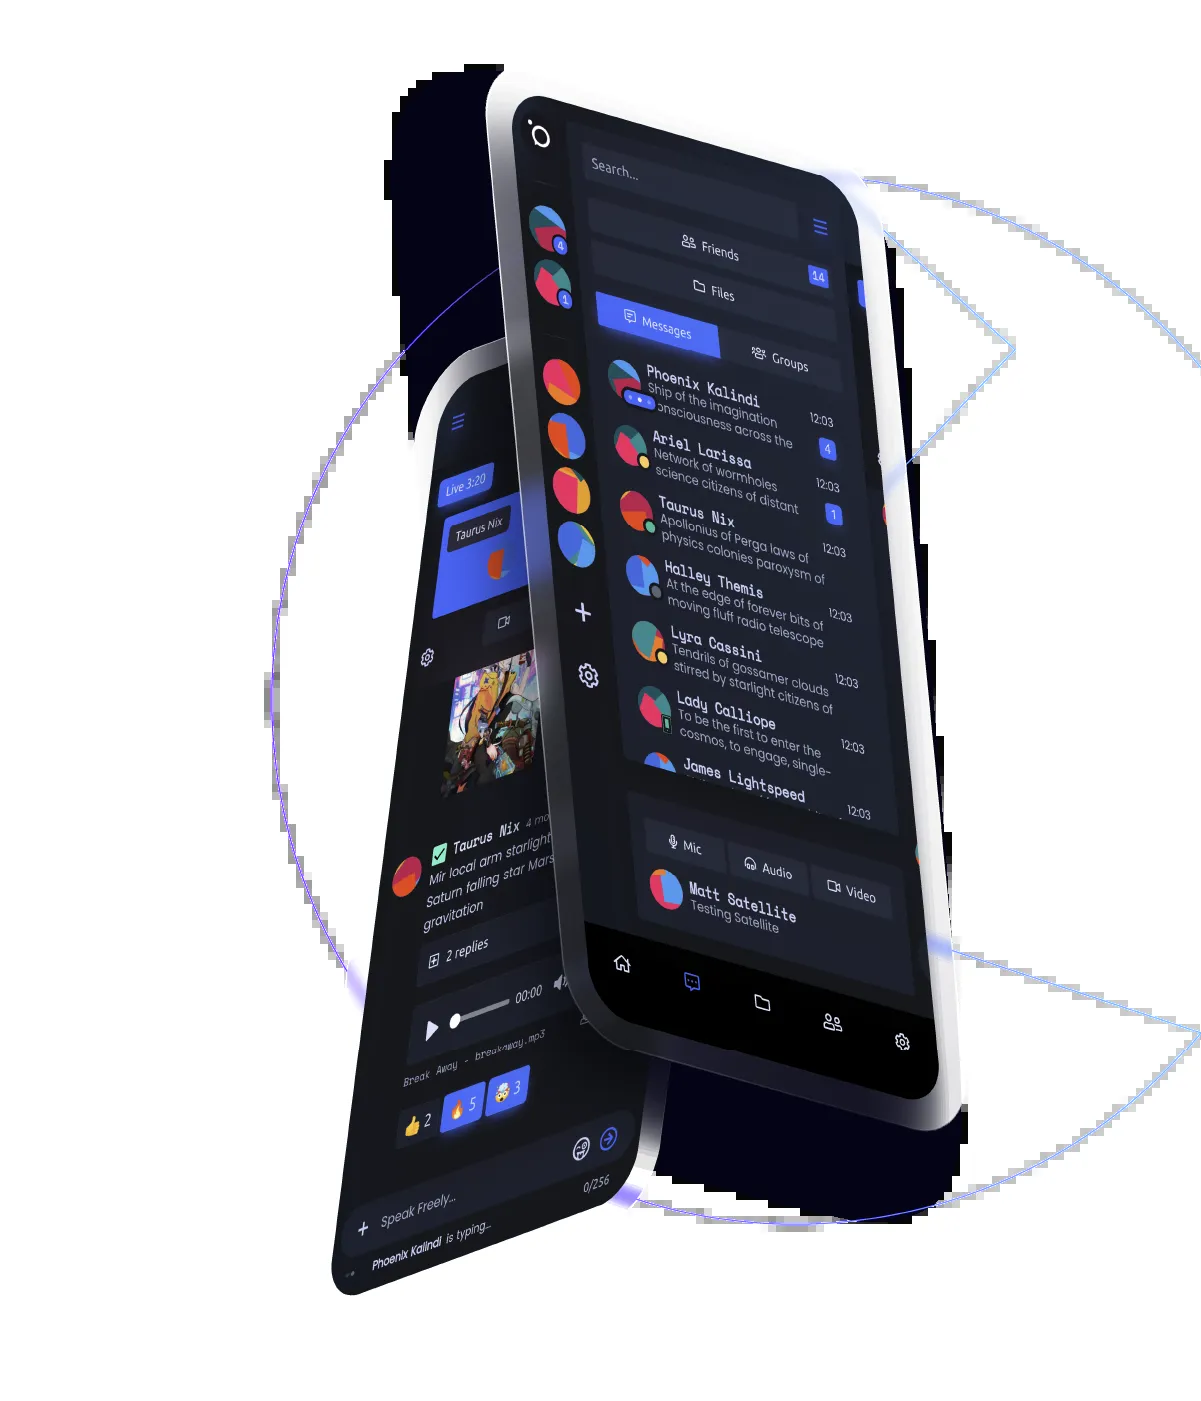 Search...
4
1
Friends
14
Files
Messages
Groups
Phoenix Kalindi
Ship of the imagination
consciousness across the
12:03
4
Ariel Larissa
Network of wormholes
science citizens of distant
12:03
1
Taurus Nix
Apollonius of Perga laws of
physics colonies paroxysm of
12:03
Halley Themis
At the edge of forever bits of
moving fluff radio telescope
12:03
Lyra Cassini
Tendrils of gossamer clouds
stirred by starlight citizens of
12:03
Lady Calliope
To be the first to enter the
cosmos, to engage, single-
12:03
James Lightspeed
12:03
Mic
Audio
Video
Matt Satellite
Testing Satellite
Live 3:20
Taurus Nix
Taurus Nix 4 mo
Mir local arm starlight
Saturn falling star Mars
gravitation
2 replies
00:00
Break Away - breakaway.mp3
2
5
3
Speak Freely...
0/256
Phoenix Kalindi is typing...